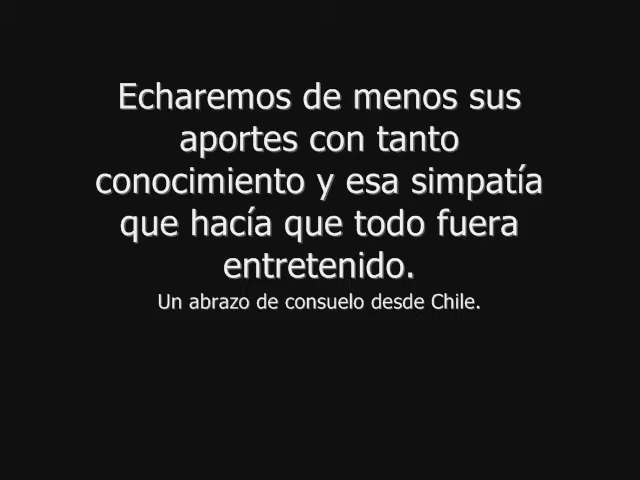 Echaremos de menos sus
aportes con tanto
conocimiento y esa simpatía
que hacía que todo fuera
entretenido.
Un abrazo de consuelo desde Chile.